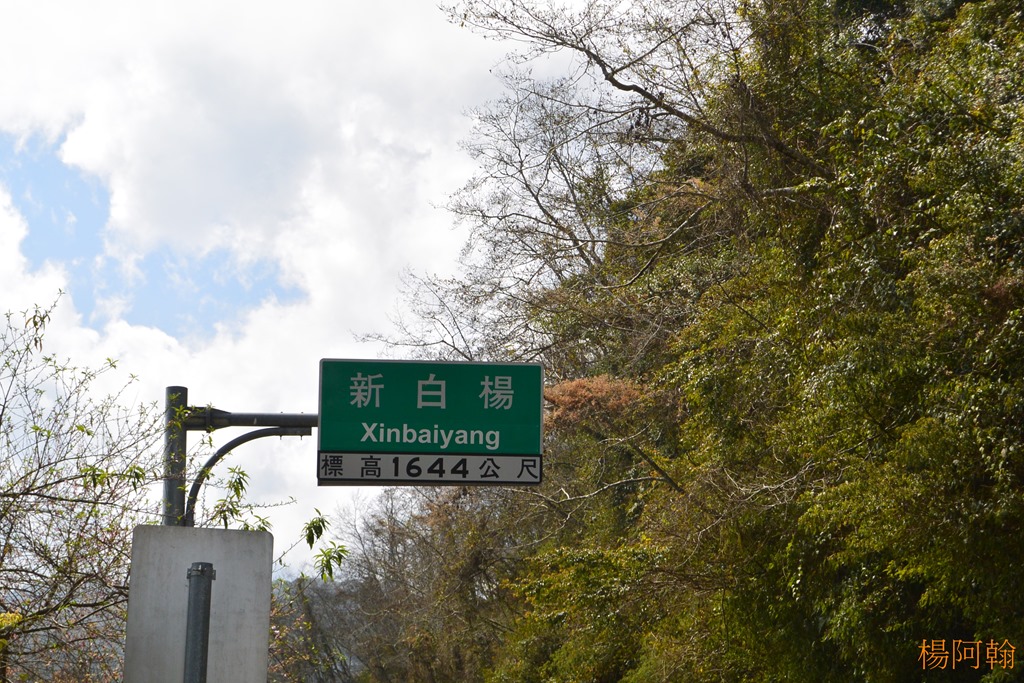 新白楊
Xinbaiyang
標高1644公尺
楊阿翰